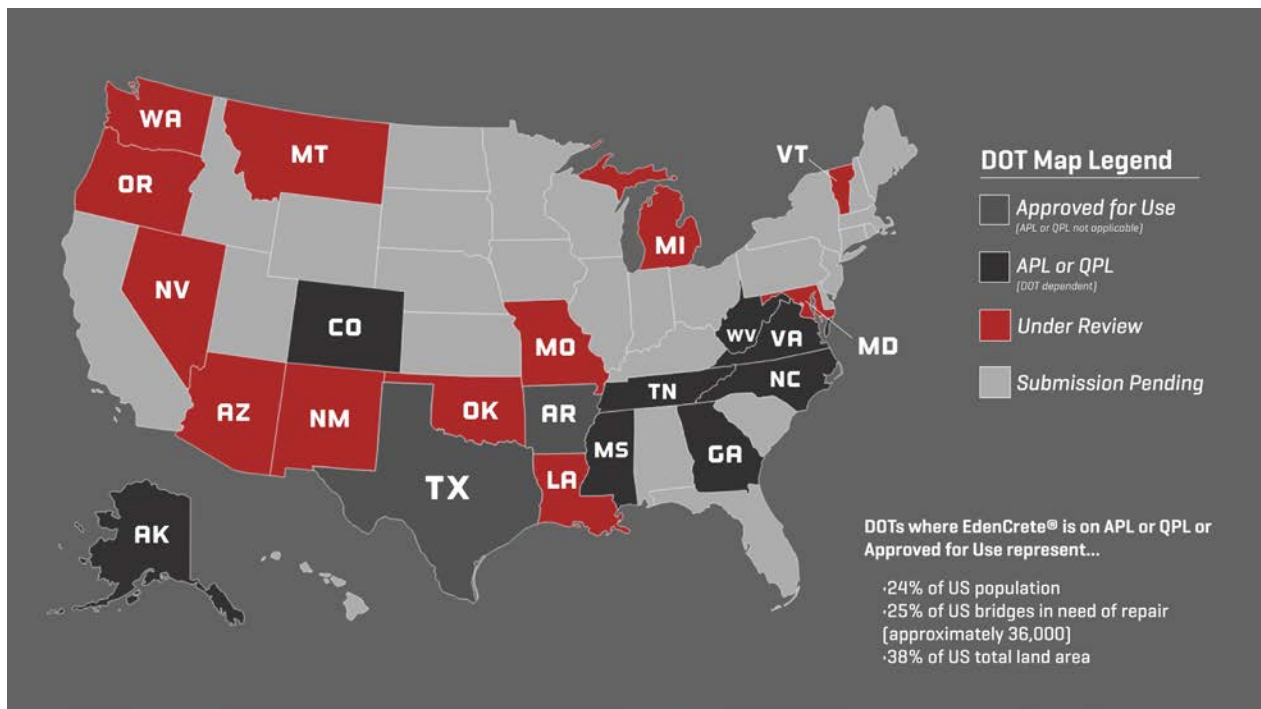 WA
MT
VT
OR
DOT Map Legend
Approved for Use
(APL or QPL not applicable)
MI
APL or QPL
(DOT dependent)
NV
CO
WV
VA
Under Review
MO
MD
TN
NC
Submission Pending
AZ
NM
OK
AR
MS
GA
TX
LA
AK
DOTs where EdenCrete® is on APL or QPL or
Approved for Use represent...
·24% of US population
·25% of US bridges in need of repair
(approximately 36,000)
·38% of US total land area